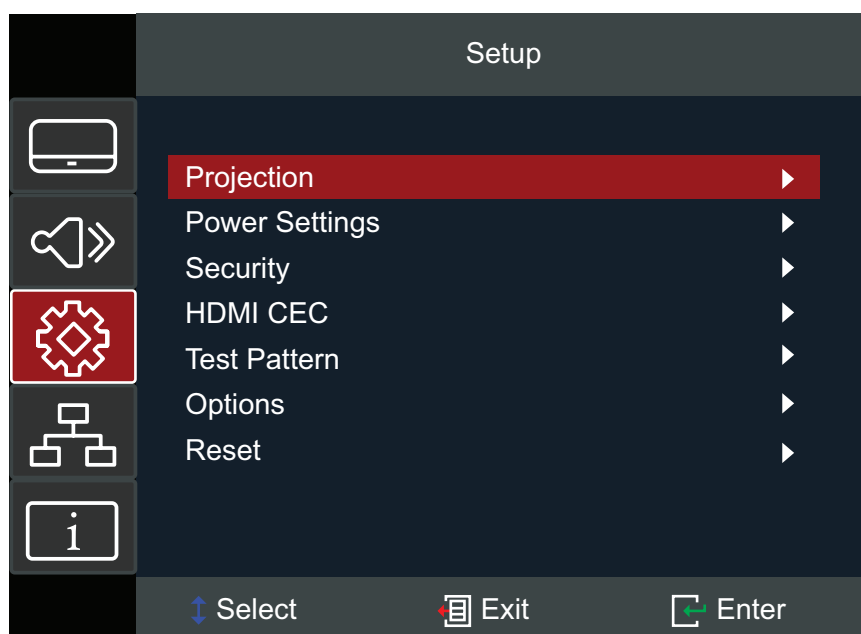 Setup
Projection
Power Settings
Security
HDMI CEC
Test Pattern
Options
Reset
i
Select Exit Enter